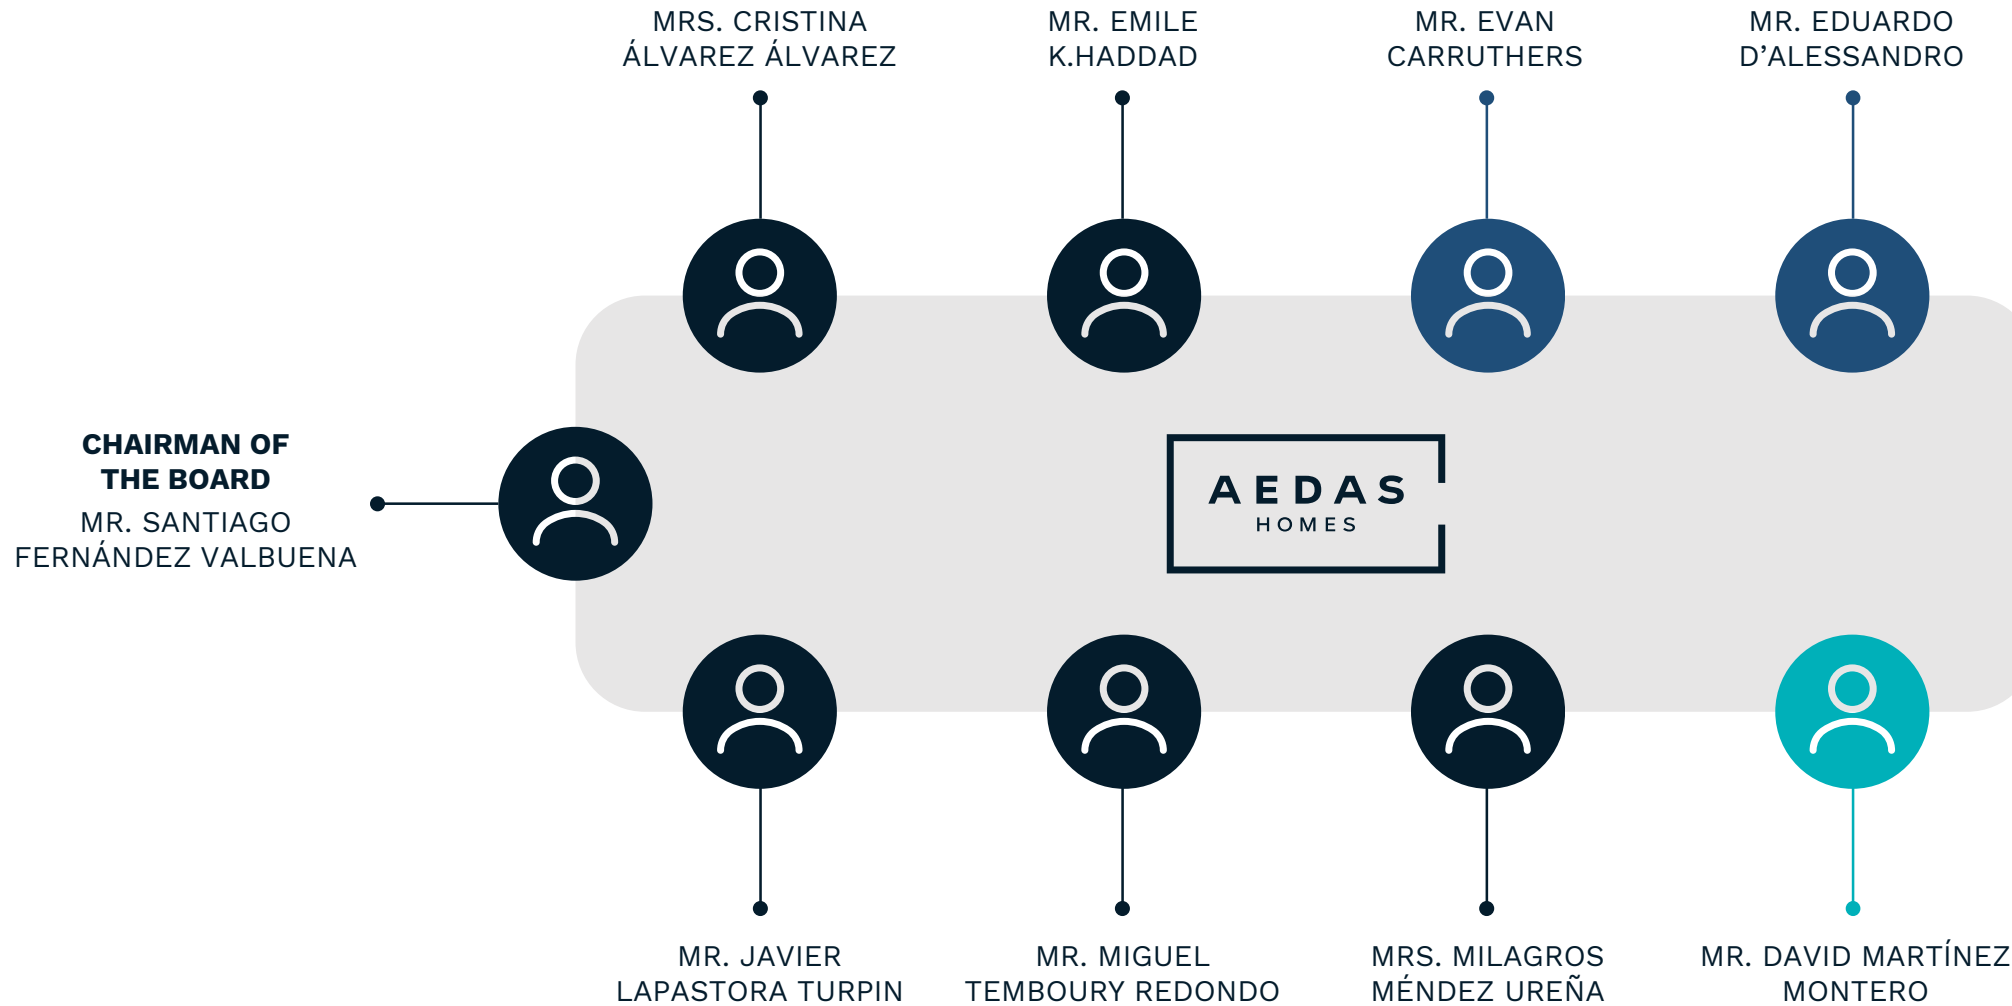 MRS. CRISTINA
ÁLVAREZ ÁLVAREZ
MR. EMILE
K.HADDAD
MR. EVAN
CARRUTHERS
MR. EDUARDO
D’ALESSANDRO
CHAIRMAN OF
THE BOARD
MR. SANTIAGO
FERNÁNDEZ VALBUENA
AEDAS
HOMES
MR. JAVIER
LAPASTORA TURPIN
MR. MIGUEL
TEMBOURY REDONDO
MRS. MILAGROS
MÉNDEZ UREÑA
MR. DAVID MARTÍNEZ
MONTERO